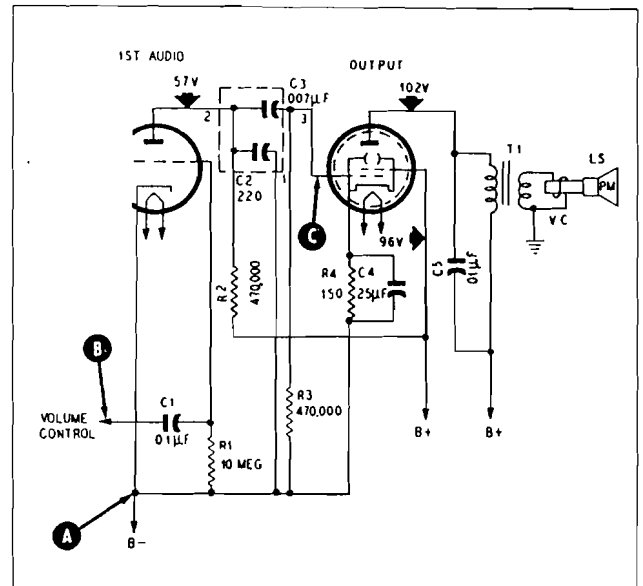 1ST AUDIO
OUTPUT
57V
C3
.007µF
102V
2
3
T1
LS
PM
C2
220
1
C
VC
96V
R2
470,000
R4
150
C4
25µF
C5
.01µF
B
VOLUME
CONTROL
C1
.01µF
R3
470,000
B+
B+
R1
10 MEG
A
B-